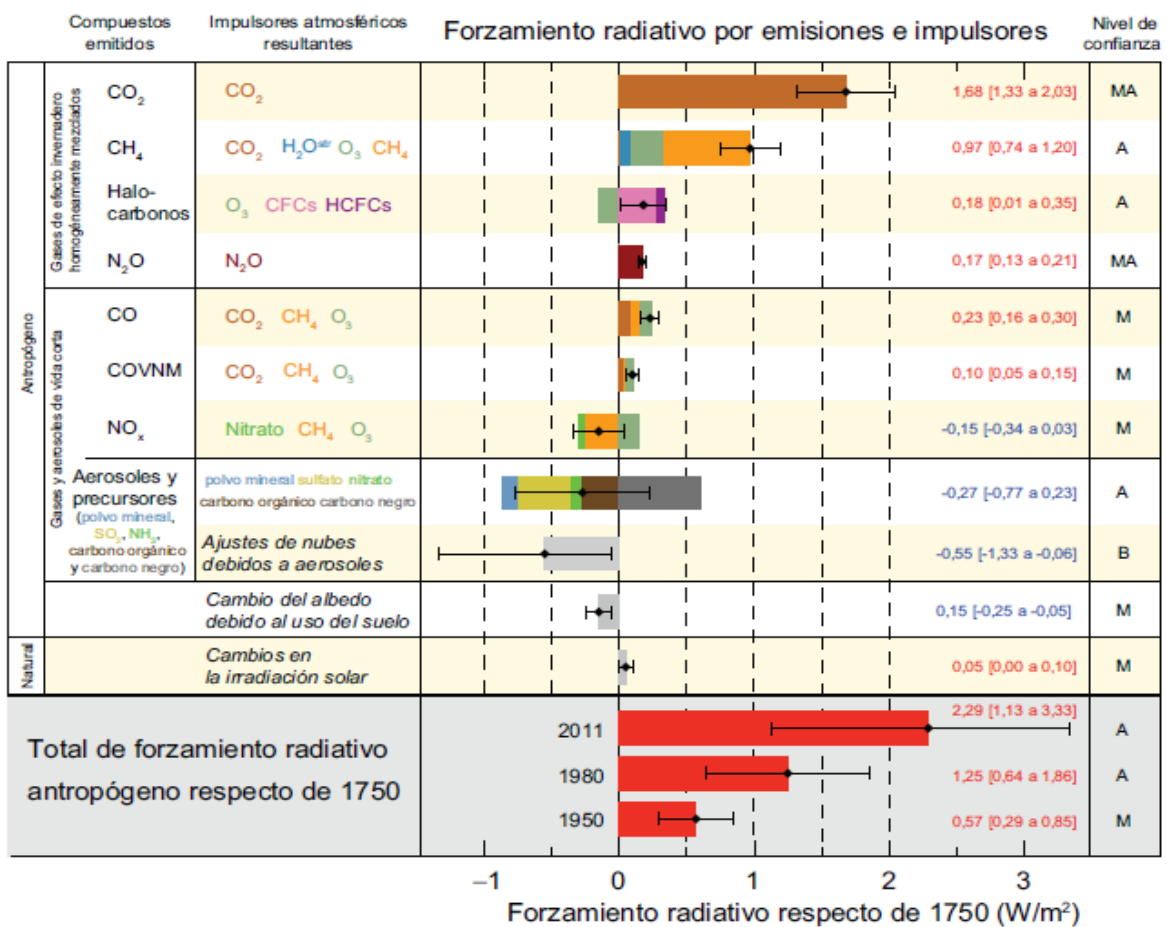 Compuestos
emitidos
Impulsores atmosféricos
resultantes
Forzamiento radiativo por emisiones e impulsores
Nivel de
confianza
Antropógeno
Gases de efecto invernadero
homogéneamente mezclados
CO₂
CO₂
1,68 [1,33 a 2,03]
MA
CH₄
CO₂ H₂Oᵉˢᵗʳ O₃ CH₄
0,97 [0,74 a 1,20]
A
Halo-
carbonos
O₃ CFCs HCFCs
0,18 [0,01 a 0,35]
A
N₂O
N₂O
0,17 [0,13 a 0,21]
MA
Gases y aerosoles de vida corta
CO
CO₂ CH₄ O₃
0,23 [0,16 a 0,30]
M
COVNM
CO₂ CH₄ O₃
0,10 [0,05 a 0,15]
M
NOₓ
Nitrato CH₄ O₃
-0,15 [-0,34 a 0,03]
M
Aerosoles y
precursores
(polvo mineral,
SO₂, NH₃,
carbono orgánico
y carbono negro)
polvo mineral sulfato nitrato
carbono orgánico carbono negro
-0,27 [-0,77 a 0,23]
A
Ajustes de nubes
debidos a aerosoles
-0,55 [-1,33 a -0,06]
B
Cambio del albedo
debido al uso del suelo
0,15 [-0,25 a -0,05]
M
Natural
Cambios en
la irradiación solar
0,05 [0,00 a 0,10]
M
Total de forzamiento radiativo
antropógeno respecto de 1750
2011
2,29 [1,13 a 3,33]
A
1980
1,25 [0,64 a 1,86]
A
1950
0,57 [0,29 a 0,85]
M
−1 0 1 2 3
Forzamiento radiativo respecto de 1750 (W/m²)